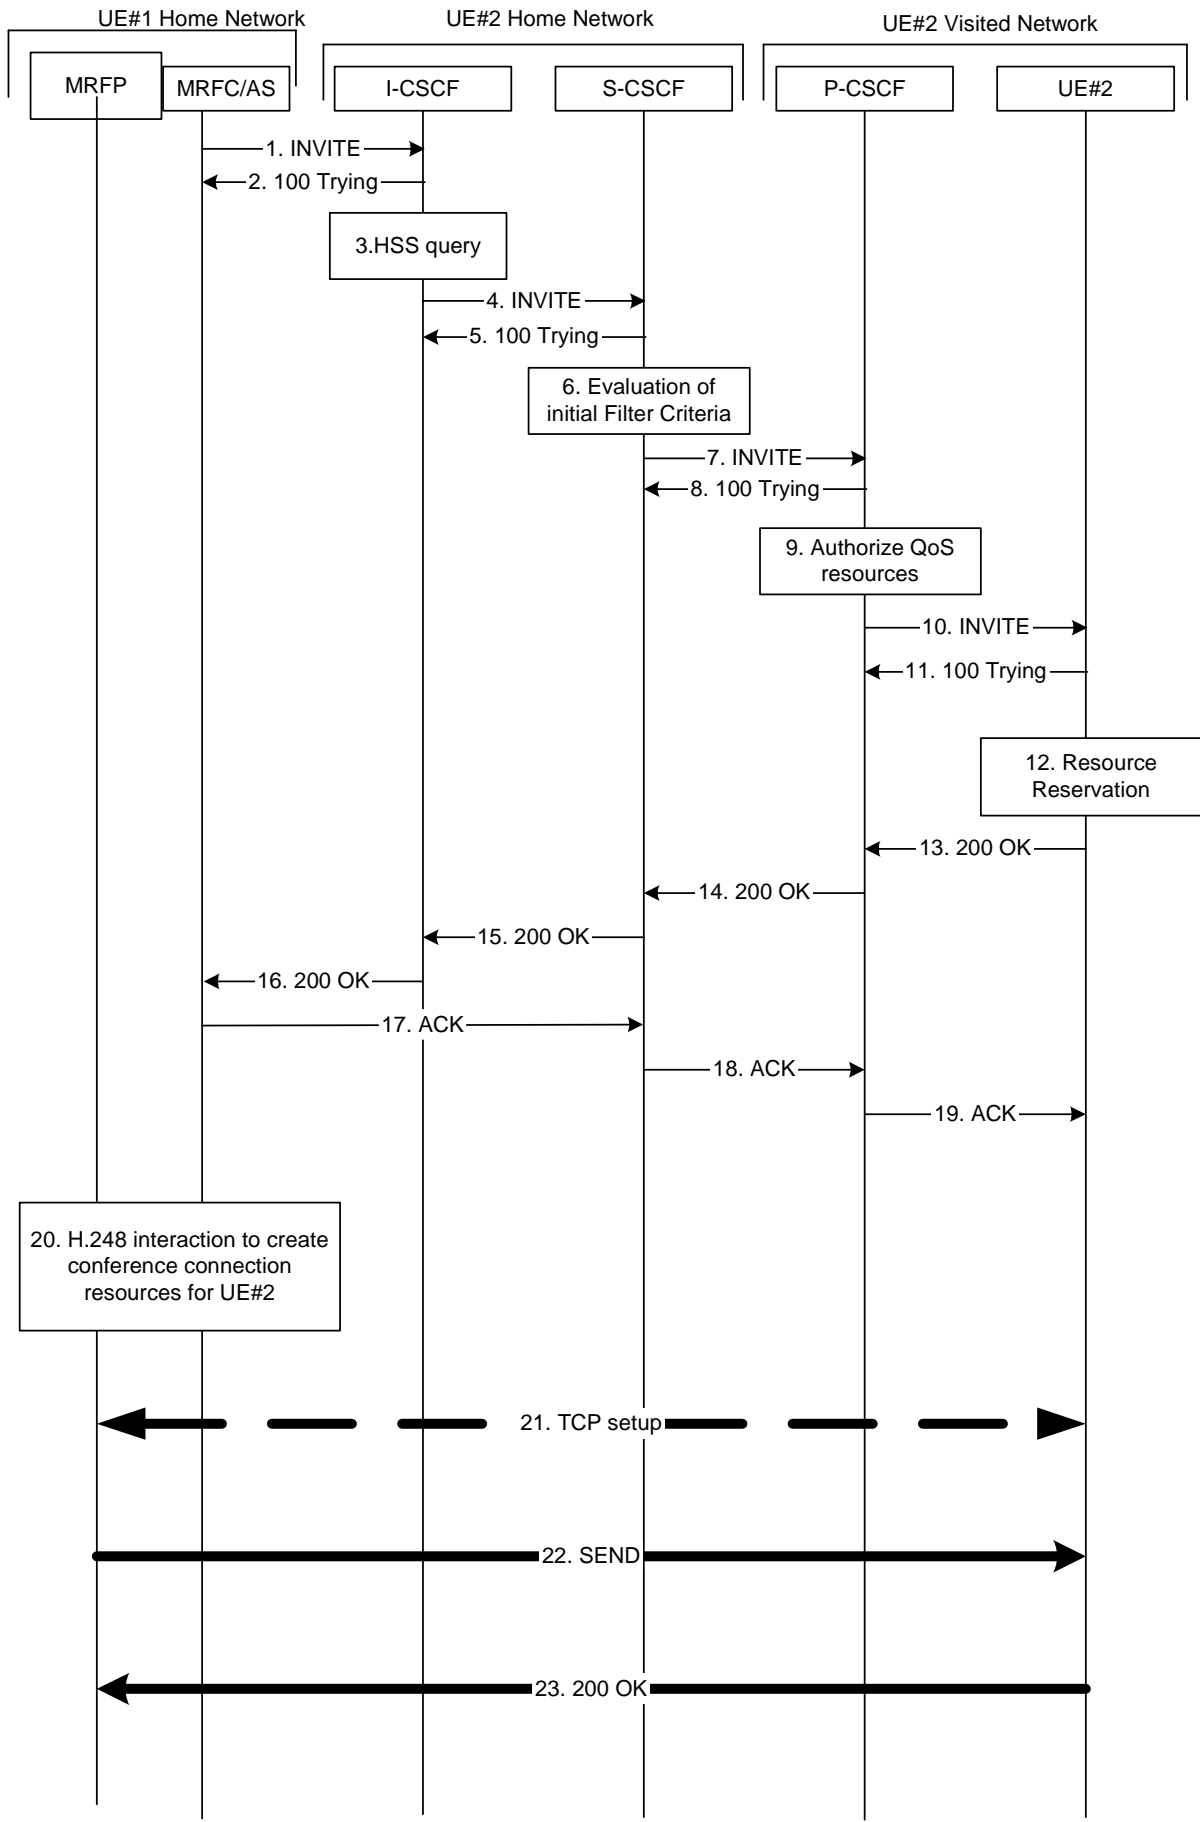 UE#1 Home Network
UE#2 Home Network
UE#2 Visited Network
MRFP
MRFC/AS
I-CSCF
S-CSCF
P-CSCF
UE#2
1. INVITE
2. 100 Trying
3.HSS query
4. INVITE
5. 100 Trying
6. Evaluation of
initial Filter Criteria
7. INVITE
8. 100 Trying
9. Authorize QoS
resources
10. INVITE
11. 100 Trying
12. Resource
Reservation
13. 200 OK
14. 200 OK
15. 200 OK
16. 200 OK
17. ACK
18. ACK
19. ACK
20. H.248 interaction to create
conference connection
resources for UE#2
21. TCP setup
22. SEND
23. 200 OK